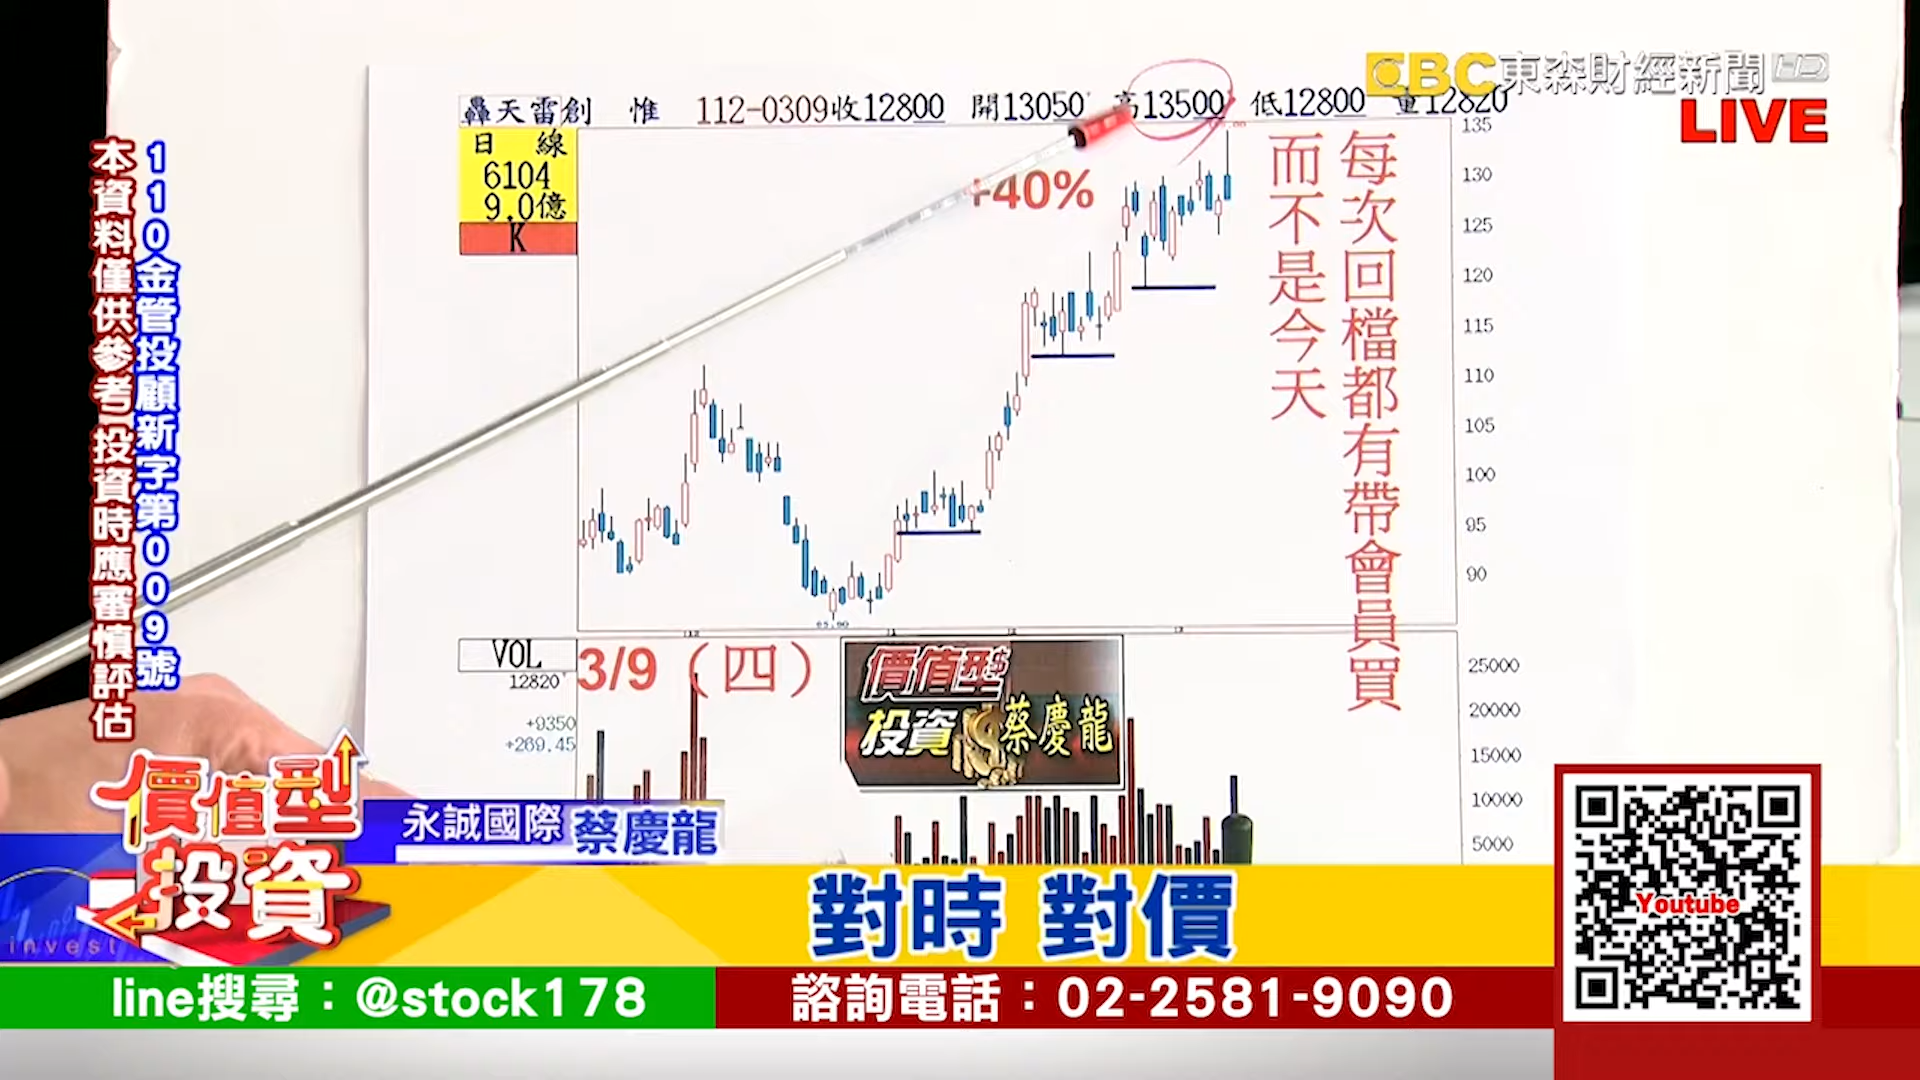 EBC東森財經新聞HD
LIVE
轟天雷創 惟 112-0309收12800 開13050 高13500 低12800 量12820
日線
6104
9.0億
K
+40%
每次回檔都有帶會員買
而不是今天
135
130
125
120
115
110
105
100
95
90
VOL
12820
+9350
+269.45
3/9（四）
25000
20000
15000
10000
5000
價值型
投資 蔡慶龍
110金管投顧新字第0009號
本資料僅供參考 投資時應審慎評估
價值型
投資
invest
永誠國際 蔡慶龍
對時 對價
line搜尋：@stock178
諮詢電話：02-2581-9090
Youtube